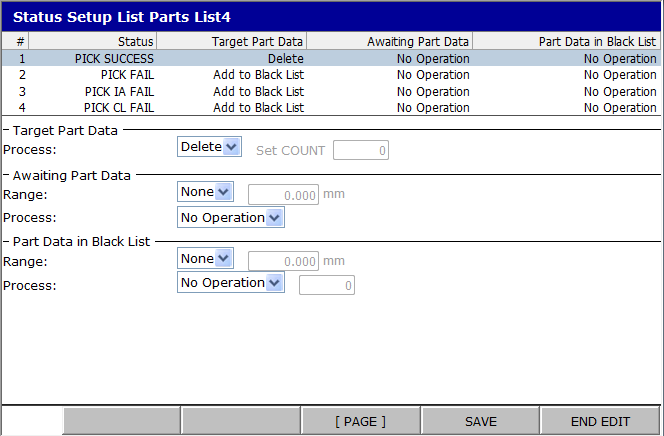 Status Setup List Parts List4
# Status Target Part Data Awaiting Part Data Part Data in Black List
1 PICK SUCCESS Delete No Operation No Operation
2 PICK FAIL Add to Black List No Operation No Operation
3 PICK IA FAIL Add to Black List No Operation No Operation
4 PICK CL FAIL Add to Black List No Operation No Operation
Target Part Data
Process: Delete Set COUNT 0
Awaiting Part Data
Range: None 0.000 mm
Process: No Operation
Part Data in Black List
Range: None 0.000 mm
Process: No Operation 0
[ PAGE ] SAVE END EDIT